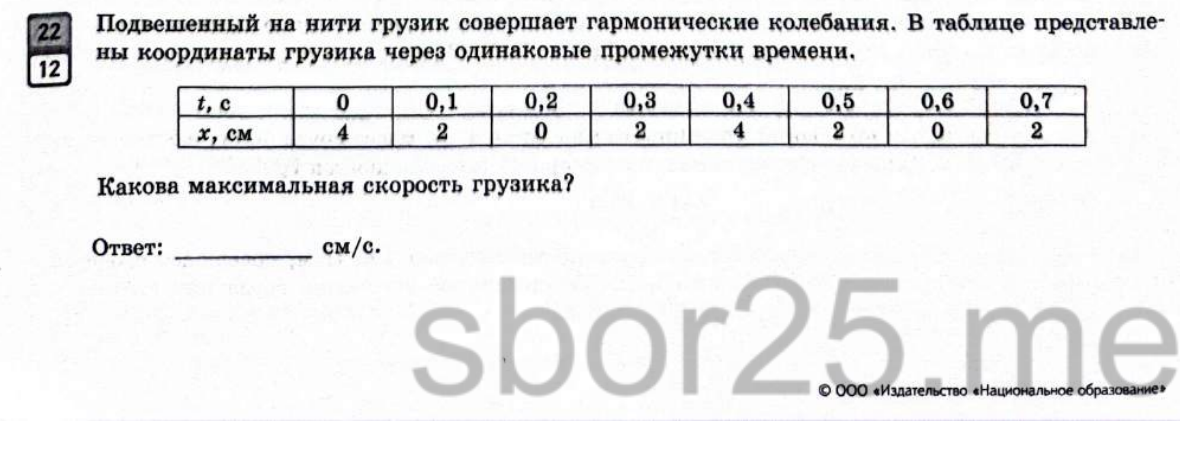 22
12
Подвешенный на нити грузик совершает гармонические колебания. В таблице представле-
ны координаты грузика через одинаковые промежутки времени.
t, с 0 0,1 0,2 0,3 0,4 0,5 0,6 0,7
x, см 4 2 0 2 4 2 0 2
Какова максимальная скорость грузика?
Ответ: ____________ см/с.
sbor25.me
© ООО «Издательство «Национальное образование»